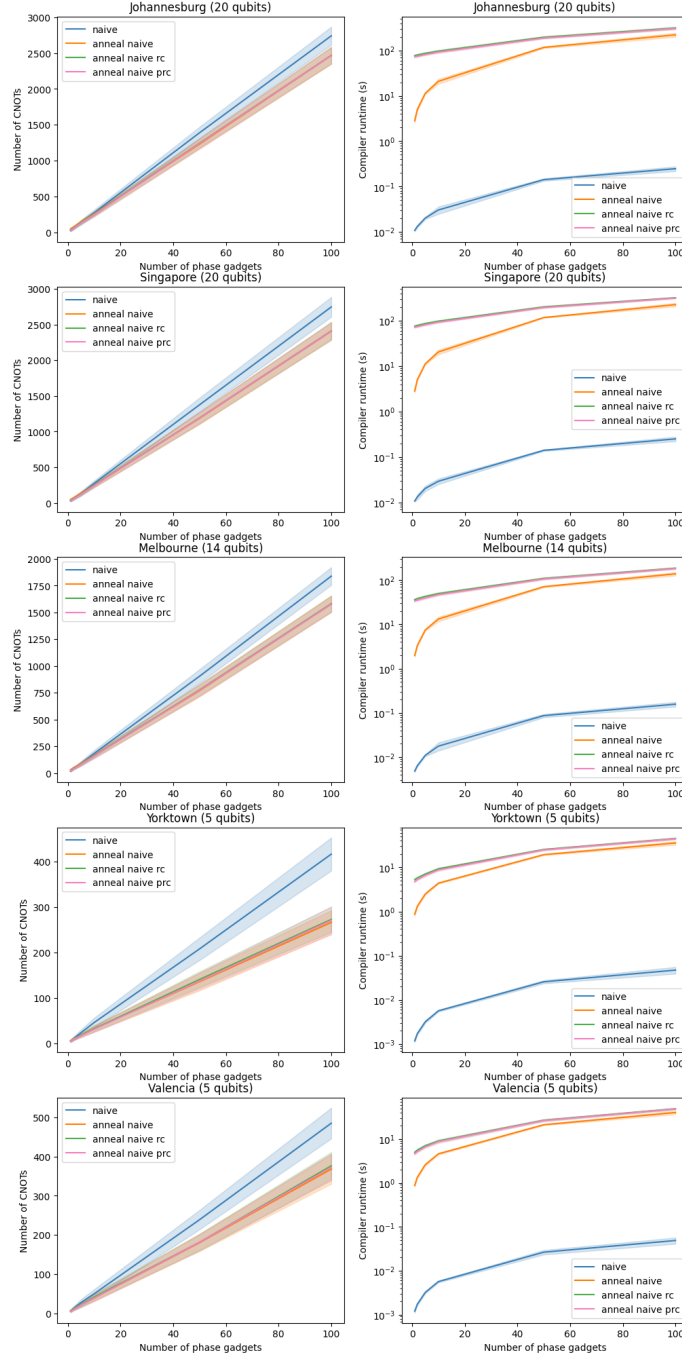 Johannesburg (20 qubits)
3000
2500
2000
1500
1000
500
0
Number of CNOTs
naive
anneal naive
anneal naive rc
anneal naive prc
0 20 40 60 80 100
Number of phase gadgets
Johannesburg (20 qubits)
10²
10¹
10⁰
10⁻¹
10⁻²
Compiler runtime (s)
naive
anneal naive
anneal naive rc
anneal naive prc
0 20 40 60 80 100
Number of phase gadgets
Singapore (20 qubits)
3000
2500
2000
1500
1000
500
0
Number of CNOTs
naive
anneal naive
anneal naive rc
anneal naive prc
0 20 40 60 80 100
Number of phase gadgets
Singapore (20 qubits)
10²
10¹
10⁰
10⁻¹
10⁻²
Compiler runtime (s)
naive
anneal naive
anneal naive rc
anneal naive prc
0 20 40 60 80 100
Number of phase gadgets
Melbourne (14 qubits)
2000
1750
1500
1250
1000
750
500
250
0
Number of CNOTs
naive
anneal naive
anneal naive rc
anneal naive prc
0 20 40 60 80 100
Number of phase gadgets
Melbourne (14 qubits)
10²
10¹
10⁰
10⁻¹
10⁻²
Compiler runtime (s)
naive
anneal naive
anneal naive rc
anneal naive prc
0 20 40 60 80 100
Number of phase gadgets
Yorktown (5 qubits)
400
300
200
100
0
Number of CNOTs
naive
anneal naive
anneal naive rc
anneal naive prc
0 20 40 60 80 100
Number of phase gadgets
Yorktown (5 qubits)
10¹
10⁰
10⁻¹
10⁻²
10⁻³
Compiler runtime (s)
naive
anneal naive
anneal naive rc
anneal naive prc
0 20 40 60 80 100
Number of phase gadgets
Valencia (5 qubits)
500
400
300
200
100
0
Number of CNOTs
naive
anneal naive
anneal naive rc
anneal naive prc
0 20 40 60 80 100
Number of phase gadgets
Valencia (5 qubits)
10¹
10⁰
10⁻¹
10⁻²
10⁻³
Compiler runtime (s)
naive
anneal naive
anneal naive rc
anneal naive prc
0 20 40 60 80 100
Number of phase gadgets